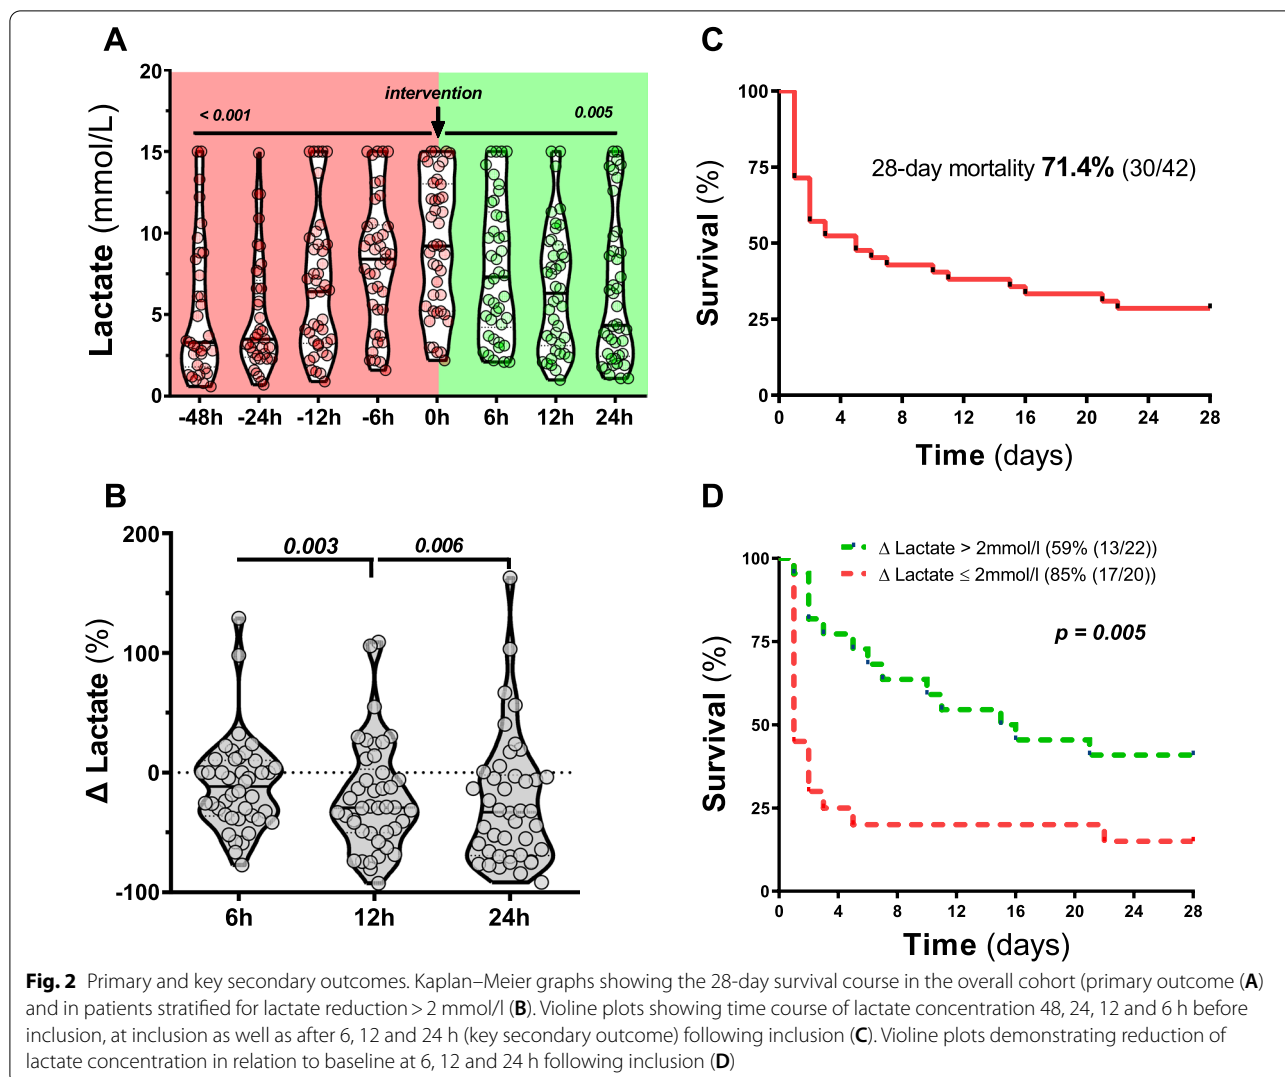 A
20
15
10
5
0
Lactate (mmol/L)
< 0.001
intervention
0.005
-48h -24h -12h -6h 0h 6h 12h 24h
C
100
75
50
25
0
Survival (%)
28-day mortality 71.4% (30/42)
0 4 8 12 16 20 24 28
Time (days)
B
200
100
0
-100
Δ Lactate (%)
0.003
0.006
6h 12h 24h
D
100
75
50
25
0
Survival (%)
Δ Lactate > 2mmol/l (59% (13/22))
Δ Lactate ≤ 2mmol/l (85% (17/20))
p = 0.005
0 4 8 12 16 20 24 28
Time (days)
Fig. 2 Primary and key secondary outcomes. Kaplan–Meier graphs showing the 28-day survival course in the overall cohort (primary outcome (A)
and in patients stratified for lactate reduction > 2 mmol/l (B). Violine plots showing time course of lactate concentration 48, 24, 12 and 6 h before
inclusion, at inclusion as well as after 6, 12 and 24 h (key secondary outcome) following inclusion (C). Violine plots demonstrating reduction of
lactate concentration in relation to baseline at 6, 12 and 24 h following inclusion (D)